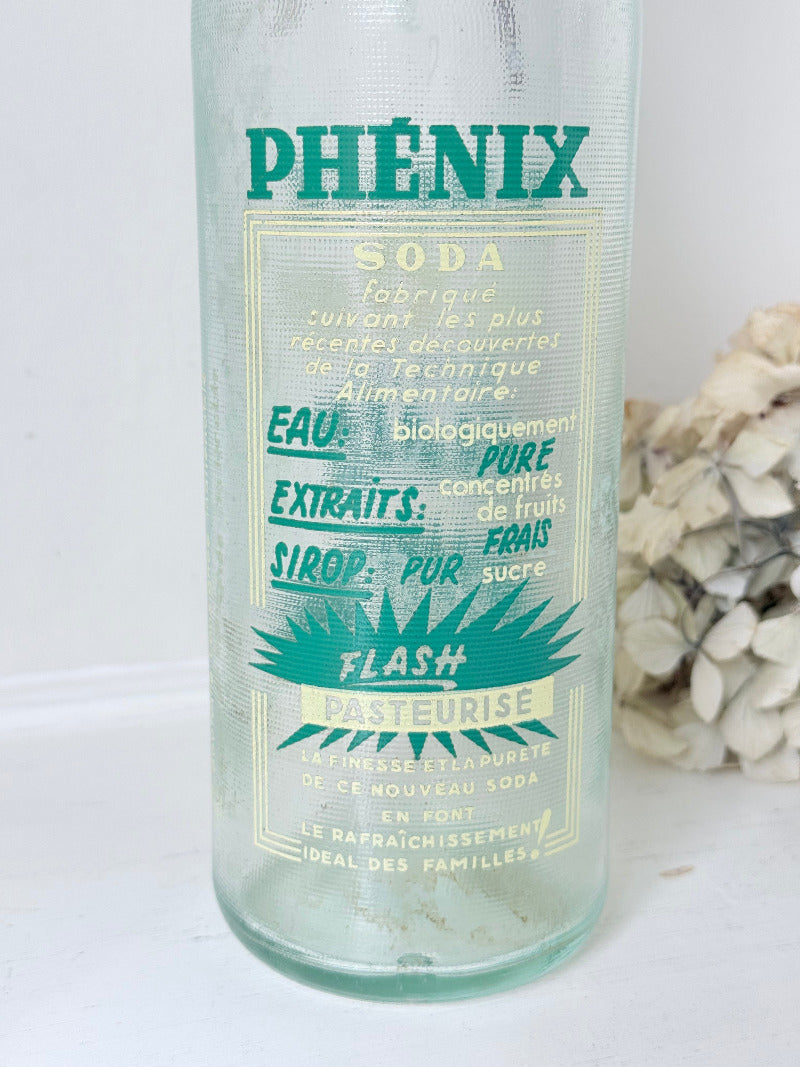 PHÉNIX
SODA
fabriqué
suivant les plus
récentes découvertes
de la Technique
Alimentaire:
EAU: biologiquement
PURE
EXTRAITS: concentrés
de fruits
FRAIS
SIROP: PUR sucre
FLASH
PASTEURISÉ
LA FINESSE ET LA PURETE
DE CE NOUVEAU SODA
EN FONT
LE RAFRAÎCHISSEMENT
IDEAL DES FAMILLES!